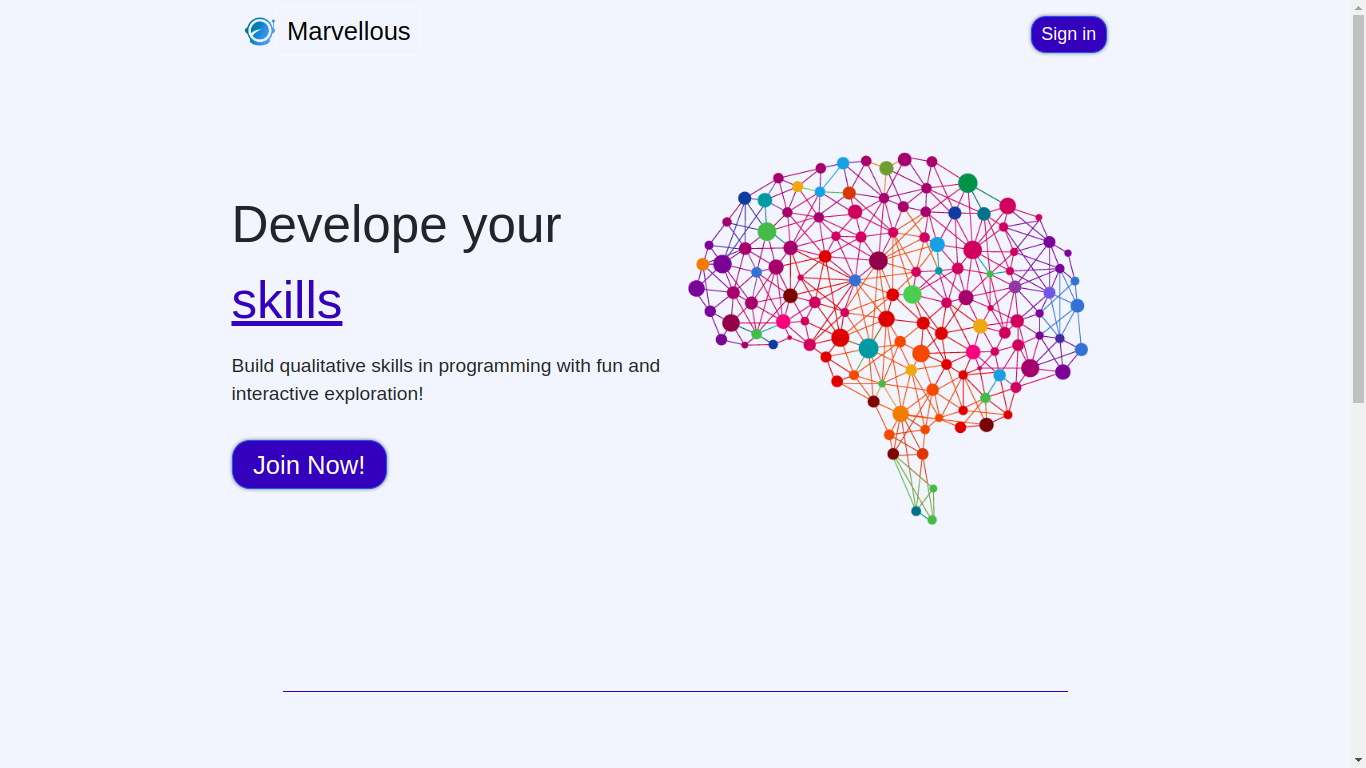 Marvellous
Sign in
Develope your
skills
Build qualitative skills in programming with fun and
interactive exploration!
Join Now!